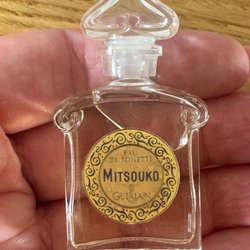 EAU
DE TOILETTE
MITSOUKO
GUERLAIN